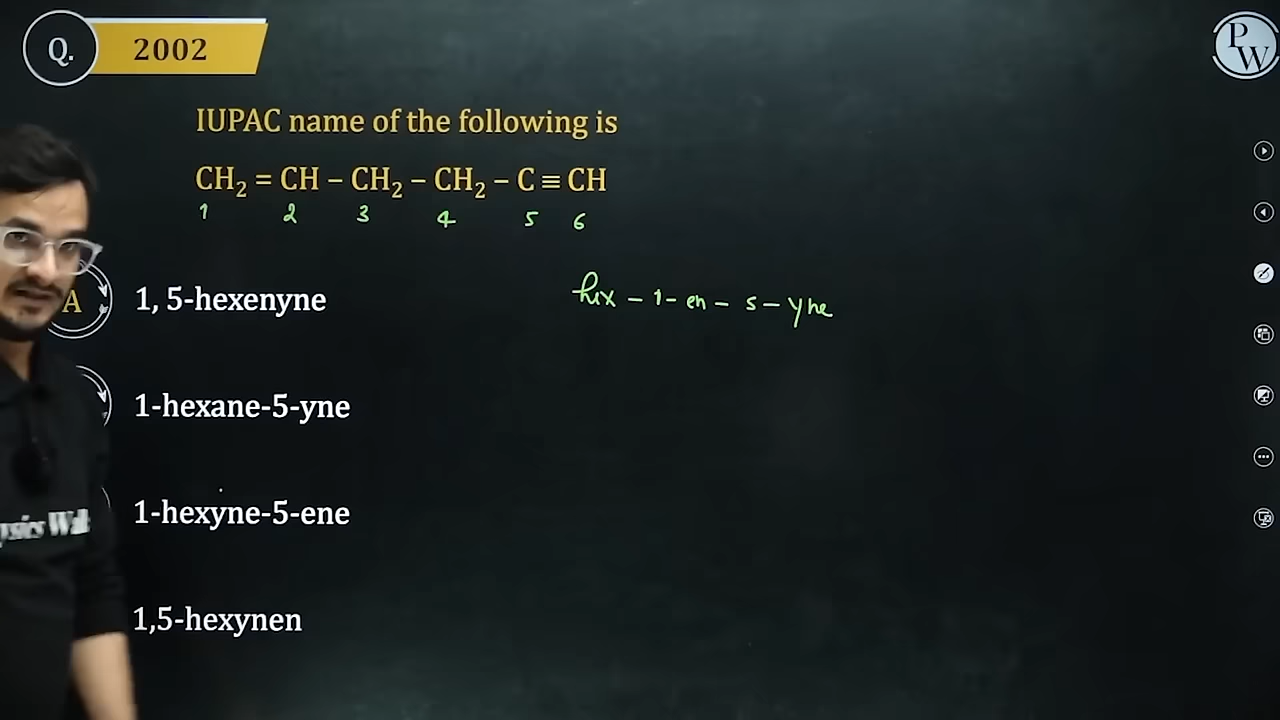 Q. 2002
PW
IUPAC name of the following is
CH₂ = CH – CH₂ – CH₂ – C ≡ CH
1 2 3 4 5 6
A 1, 5-hexenyne
hex – 1 – en – 5 – yne
1-hexane-5-yne
1-hexyne-5-ene
1,5-hexynen